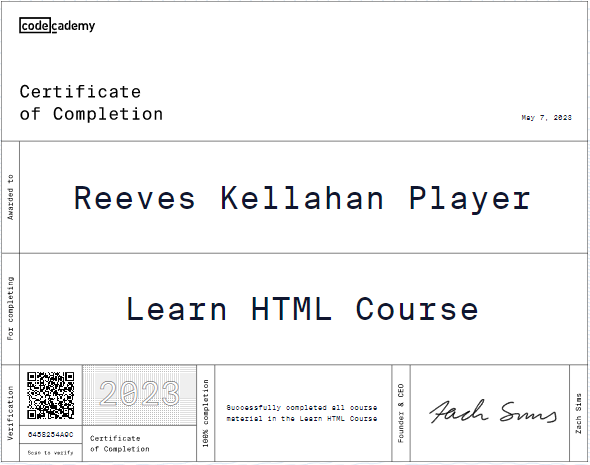 codecademy
Certificate
of Completion
May 7, 2023
Awarded to
Reeves Kellahan Player
For completing
Learn HTML Course
Verification
6458254A9C
Scan to verify
2023
Certificate
of Completion
100% completion
Successfully completed all course
material in the Learn HTML Course
Founder & CEO
Zach Sims
Zach Sims